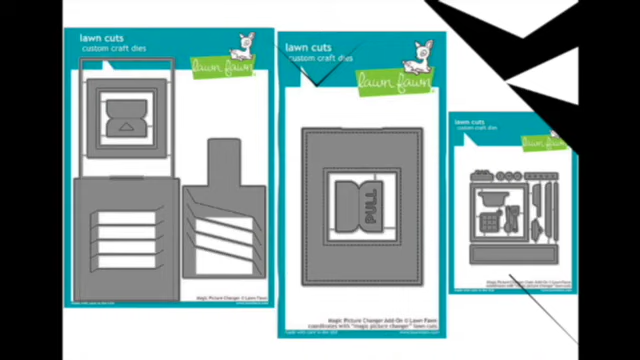 lawn cuts
custom craft dies
lawn fawn
Magic Picture Changer © Lawn Fawn
lawn cuts
custom craft dies
lawn fawn
PULL
Magic Picture Changer Add-On © Lawn Fawn
coordinates with "magic picture changer" lawn cuts
lawn cuts
custom craft dies
lawn fawn